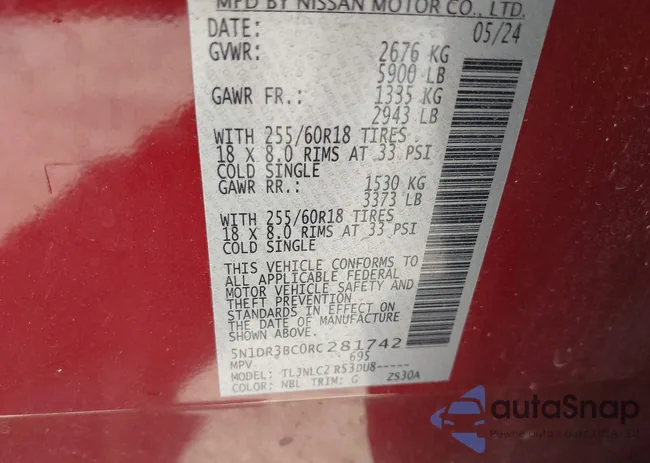 MFD BY NISSAN MOTOR CO., LTD.
DATE: 05/24
GVWR: 2676 KG
5900 LB
GAWR FR.: 1335 KG
2943 LB
WITH 255/60R18 TIRES
18 X 8.0 RIMS AT 33 PSI
COLD SINGLE
GAWR RR.: 1530 KG
3373 LB
WITH 255/60R18 TIRES
18 X 8.0 RIMS AT 33 PSI
COLD SINGLE
THIS VEHICLE CONFORMS TO
ALL APPLICABLE FEDERAL
MOTOR VEHICLE SAFETY AND
THEFT PREVENTION
STANDARDS IN EFFECT ON
THE DATE OF MANUFACTURE
SHOWN ABOVE.
5N1DR3BC0RC281742
MPV 695
MODEL: TLJNLCZ R53DU8-----
COLOR: NBL TRIM: G ZS30A
autaSnap